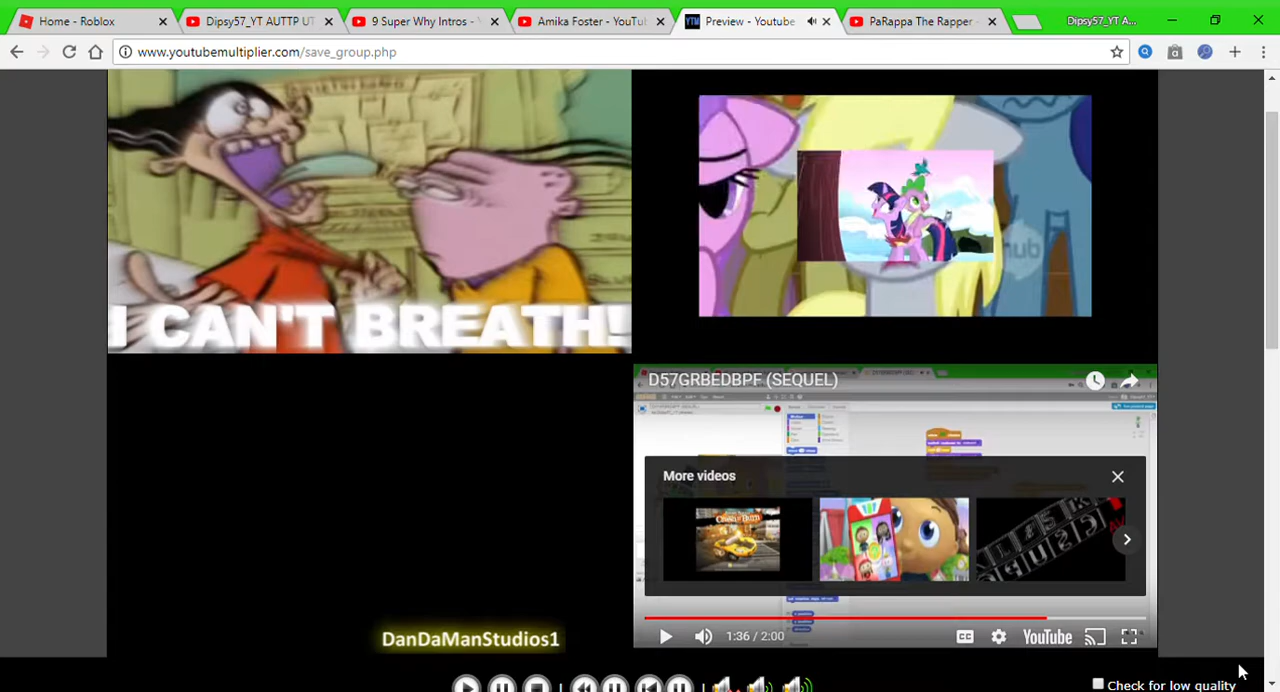 Home - Roblox
Dipsy57_YT AUTTP UT
9 Super Why Intros -
Amika Foster - YouTu
Preview - Youtube
PaRappa The Rapper -
Dipsy57_YT A...
www.youtubemultiplier.com/save_group.php
I CAN'T BREATH!
hub
D57GRBEDBPF (SEQUEL)
More videos
DanDaManStudios1
1:36 / 2:00
CC
YouTube
Check for low quality